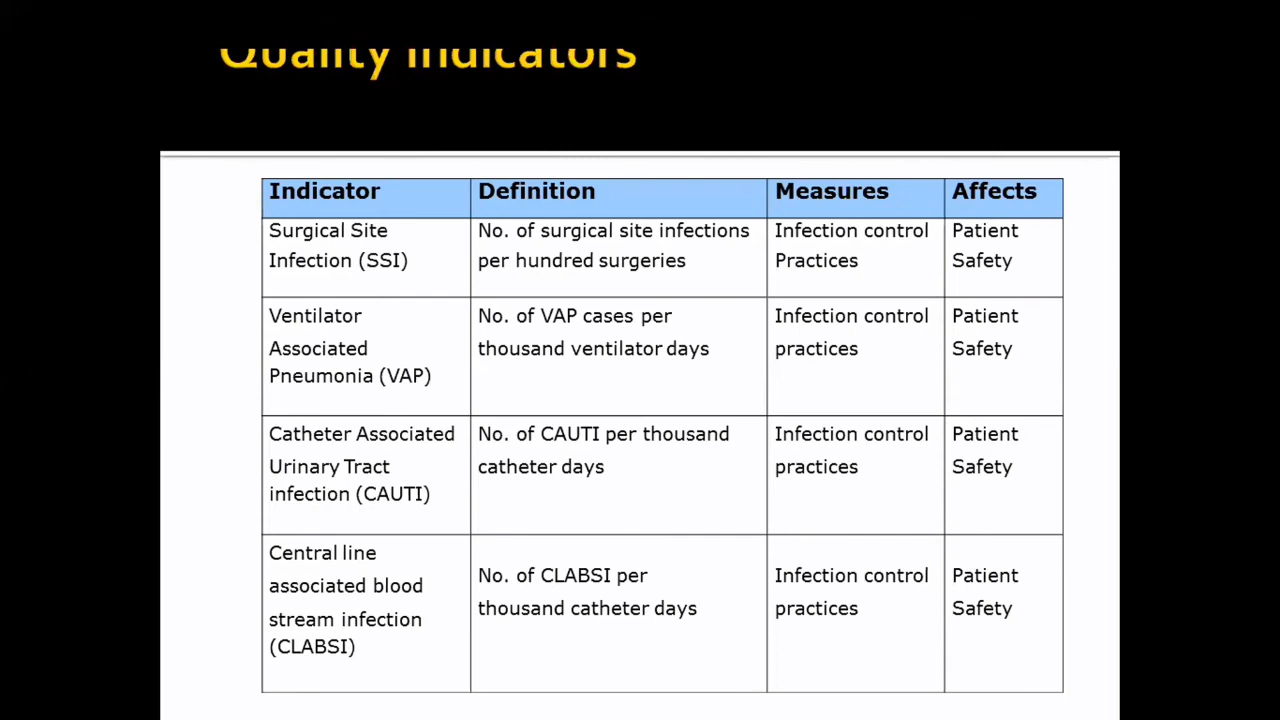 Quality Indicators
Indicator Definition Measures Affects
Surgical Site
Infection (SSI)
No. of surgical site infections
per hundred surgeries
Infection control
Practices
Patient
Safety
Ventilator
Associated
Pneumonia (VAP)
No. of VAP cases per
thousand ventilator days
Infection control
practices
Patient
Safety
Catheter Associated
Urinary Tract
infection (CAUTI)
No. of CAUTI per thousand
catheter days
Infection control
practices
Patient
Safety
Central line
associated blood
stream infection
(CLABSI)
No. of CLABSI per
thousand catheter days
Infection control
practices
Patient
Safety